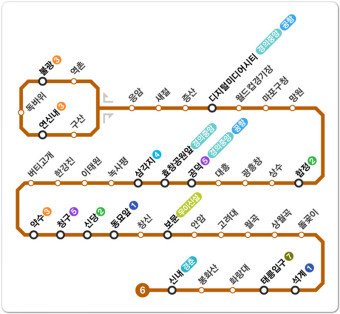 불광 3
역촌
독바위
연신내 3
구산
응암
새절
증산
디지털미디어시티 경의중앙 공항
월드컵경기장
마포구청
망원
버티고개
한강진
이태원
녹사평
삼각지 4
효창공원앞 경의중앙
공덕 5 경의중앙 공항
대흥
광흥창
상수
합정 2
약수 3
청구 5
신당 2
동묘앞 1
창신
보문 우이신설
안암
고려대
월곡
상월곡
돌곶이
6
신내 경춘
봉화산
화랑대
태릉입구 7
석계 1